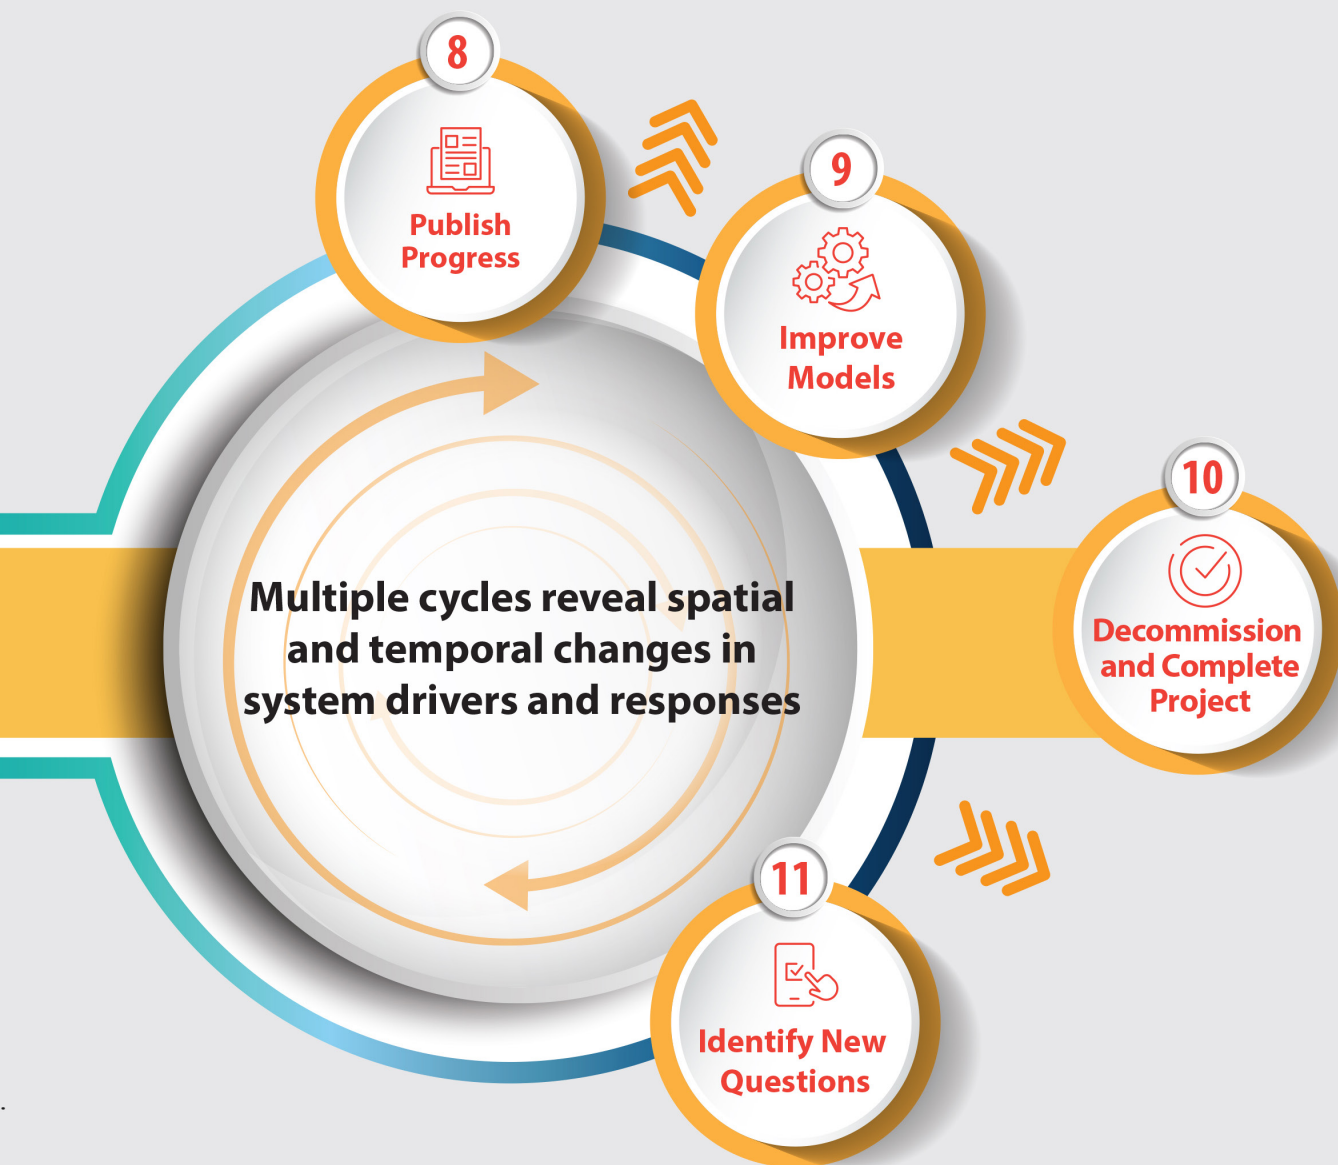 8
Publish
Progress
9
Improve
Models
10
Decommission
and Complete
Project
Multiple cycles reveal spatial
and temporal changes in
system drivers and responses
11
Identify New
Questions
.